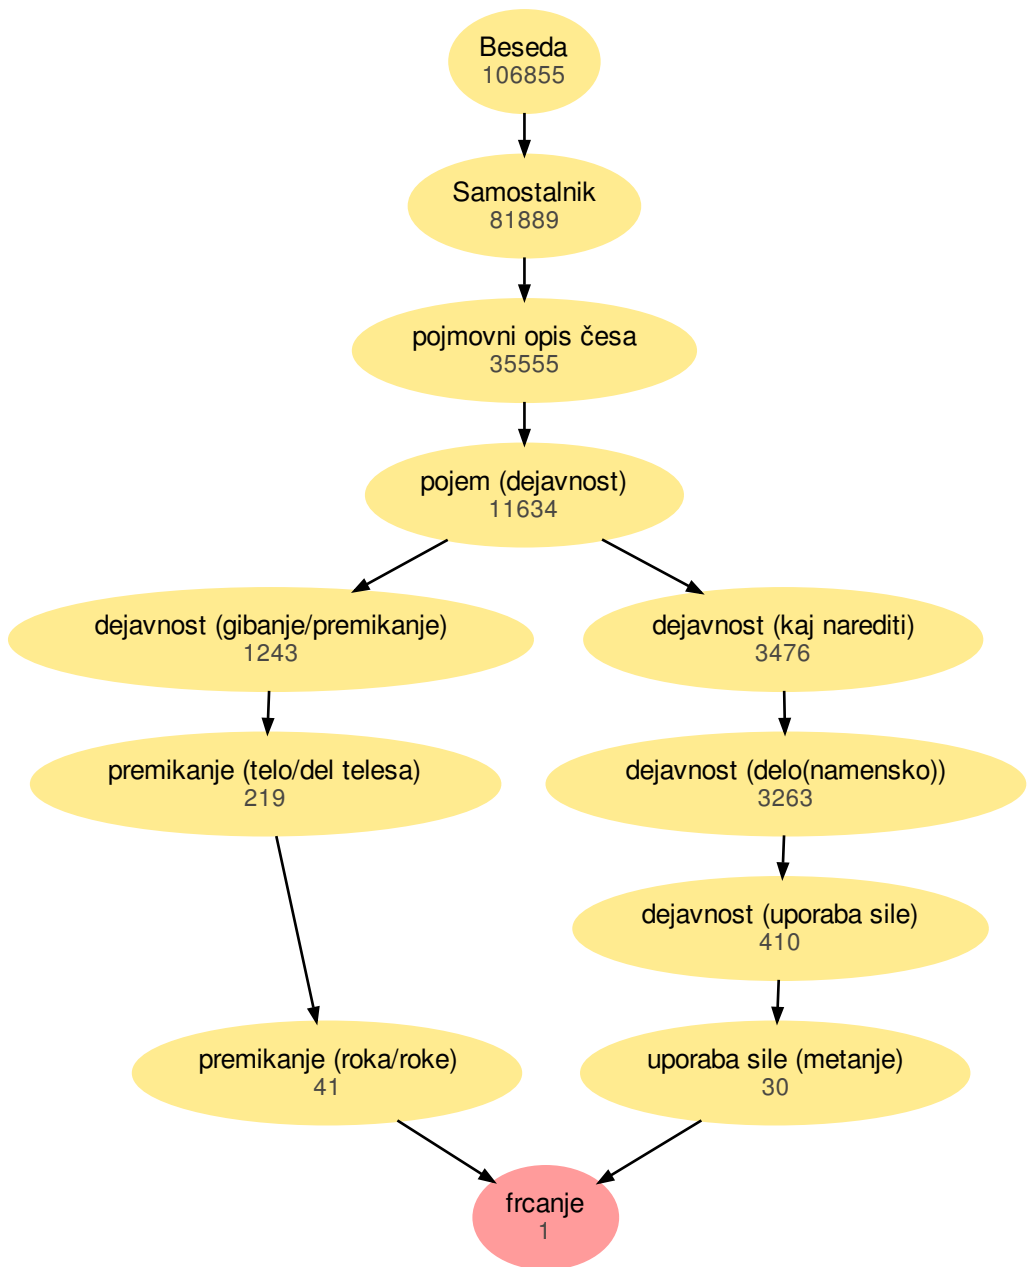 Beseda
106855
Samostalnik
81889
pojmovni opis česa
35555
pojem (dejavnost)
11634
dejavnost (gibanje/premikanje)
1243
dejavnost (kaj narediti)
3476
premikanje (telo/del telesa)
219
dejavnost (delo(namensko))
3263
dejavnost (uporaba sile)
410
premikanje (roka/roke)
41
uporaba sile (metanje)
30
frcanje
1